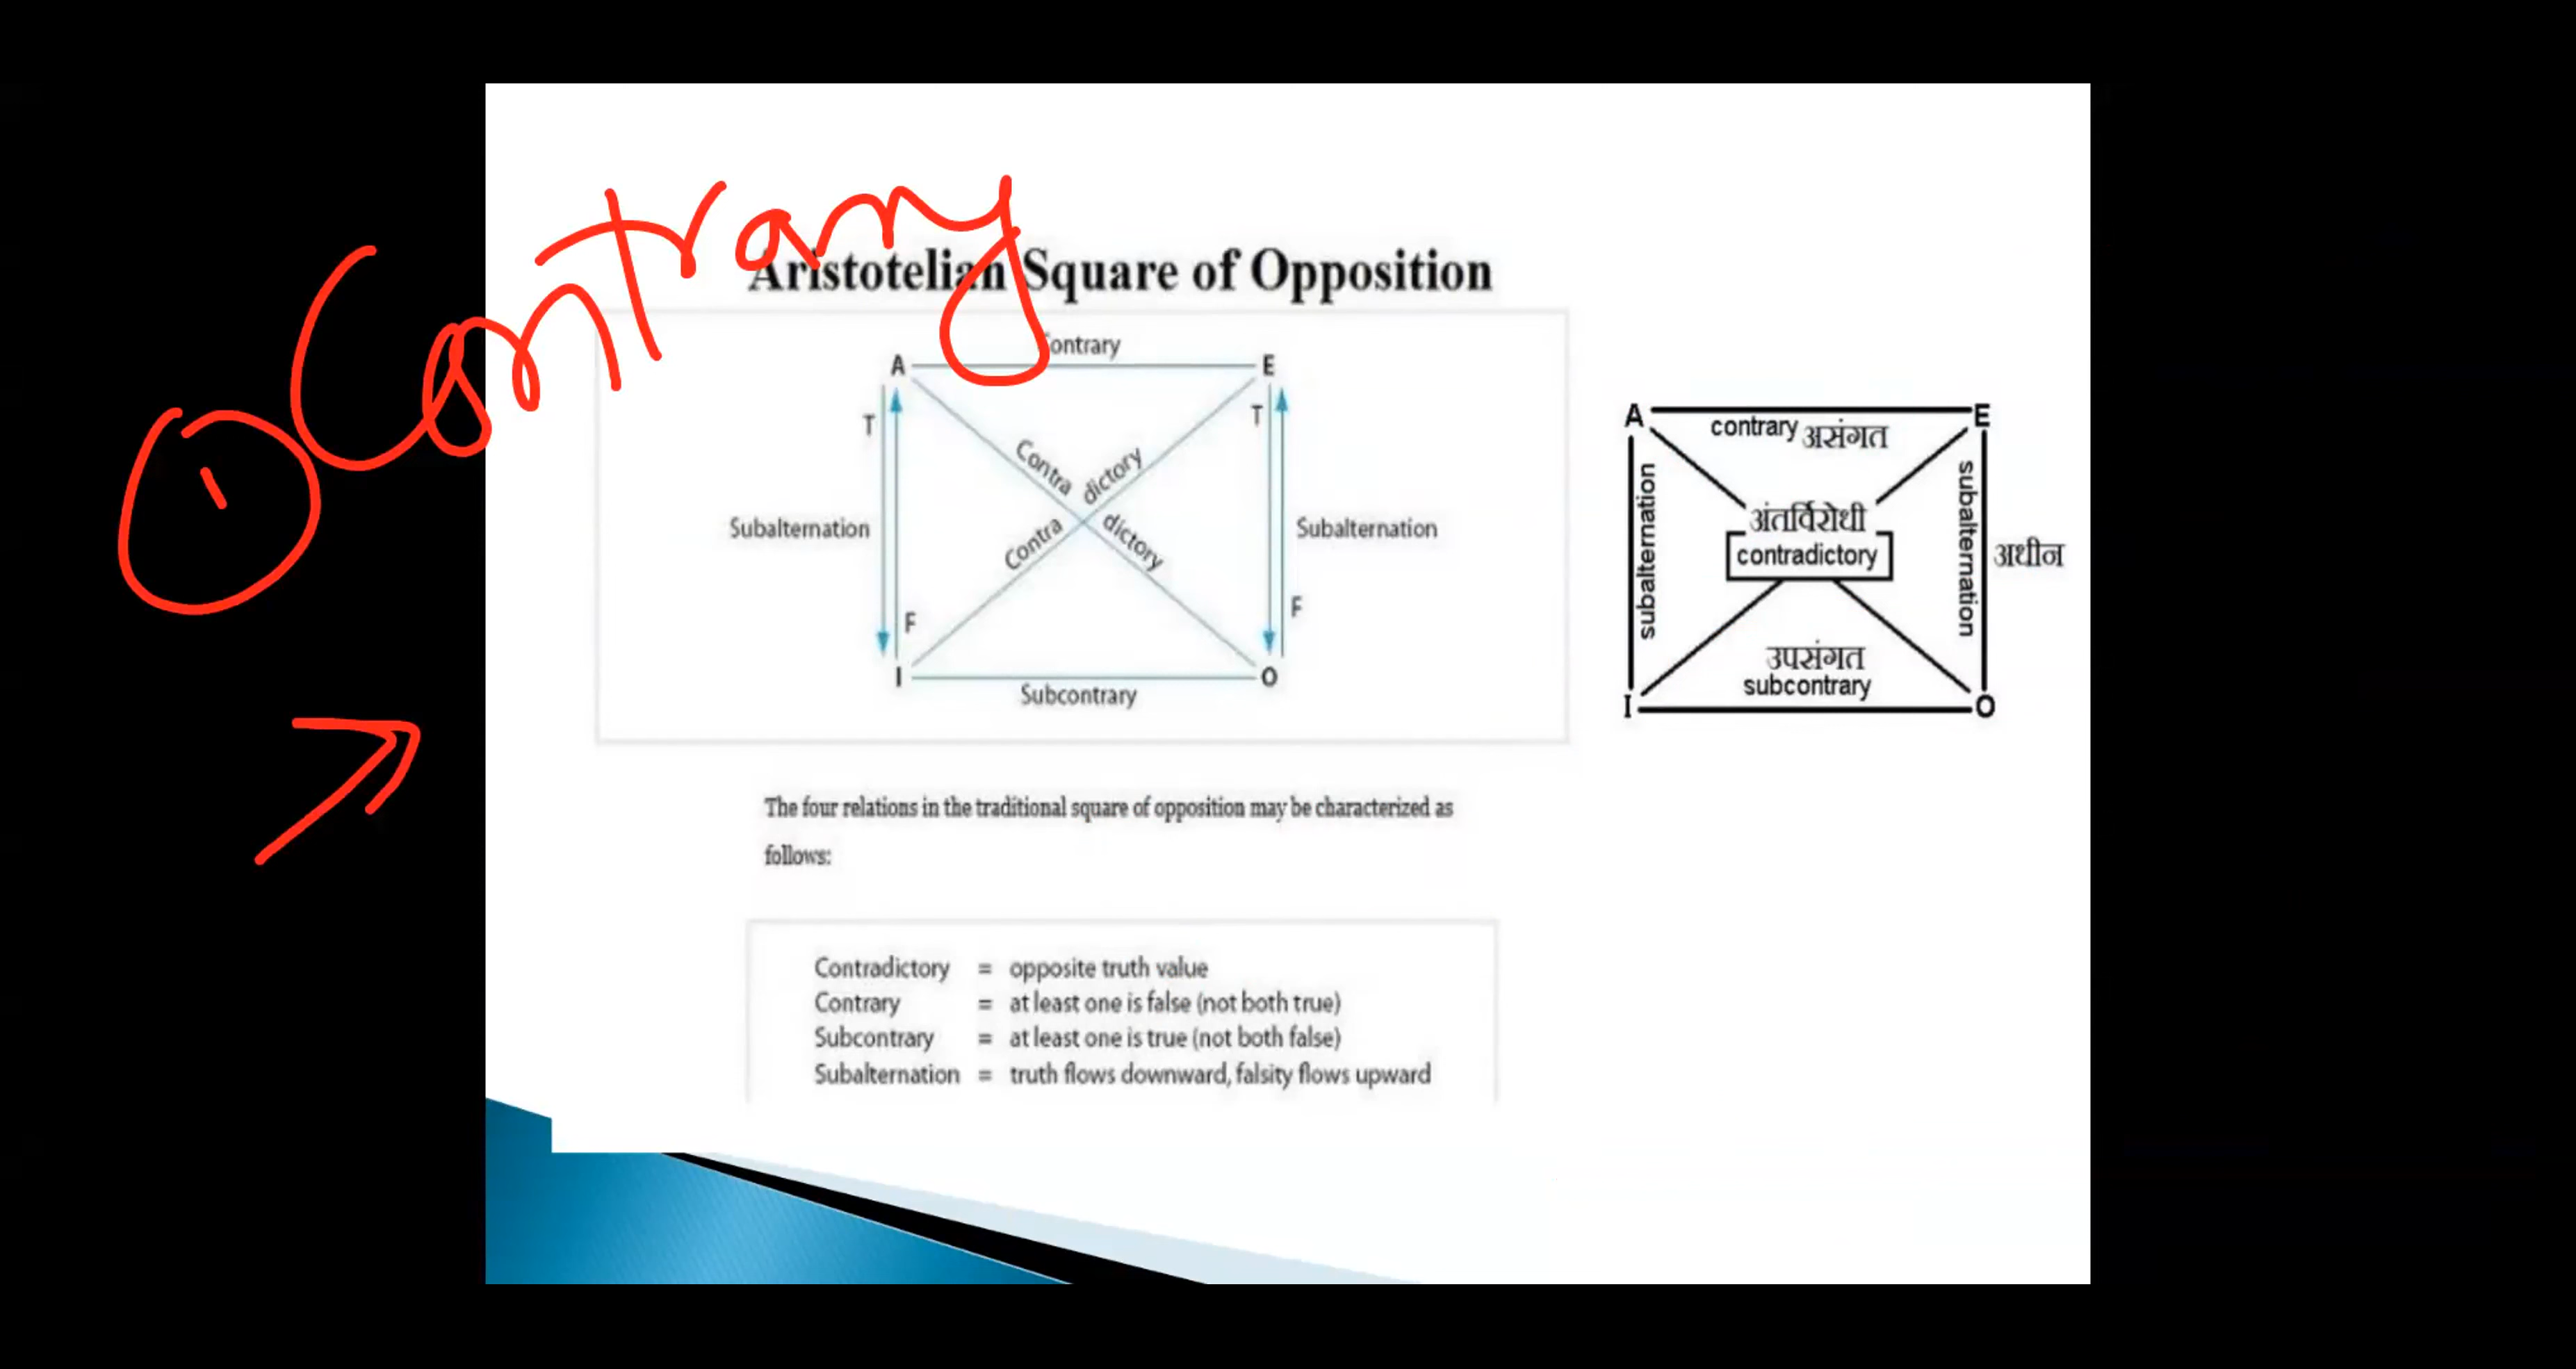 ① Contrary
Aristotelian Square of Opposition
ontrary
A
E
T
T
Contra dictory
Subalternation
Subalternation
Contra dictory
F
F
I
O
Subcontrary
A
E
contrary असंगत
subalternation
subalternation
अंतर्विरोधी
contradictory
अधीन
उपसंगत
subcontrary
I
O
The four relations in the traditional square of opposition may be characterized as
follows:
Contradictory = opposite truth value
Contrary = at least one is false (not both true)
Subcontrary = at least one is true (not both false)
Subalternation = truth flows downward, falsity flows upward